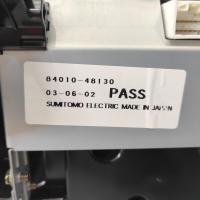 84010-48130
03-06-02 PASS
SUMITOMO ELECTRIC MADE IN JAPAN